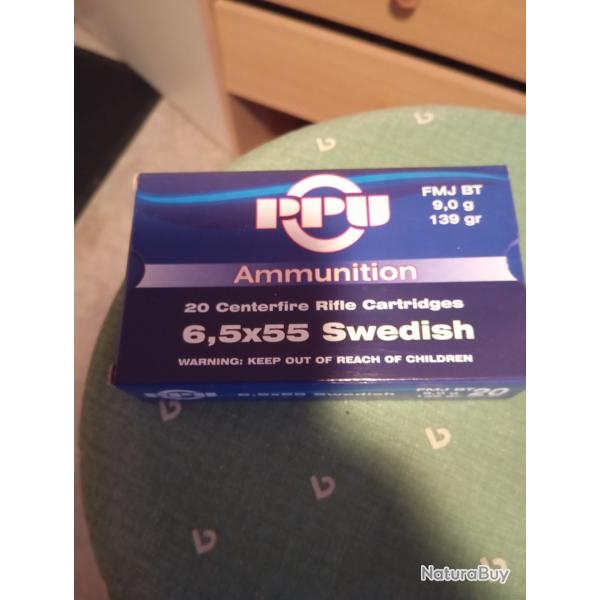 PPU
FMJ BT
9,0 g
139 gr
Ammunition
20 Centerfire Rifle Cartridges
6,5x55 Swedish
WARNING: KEEP OUT OF REACH OF CHILDREN
PPU 6,5x55 Swedish FMJ BT 20
NaturaBuy